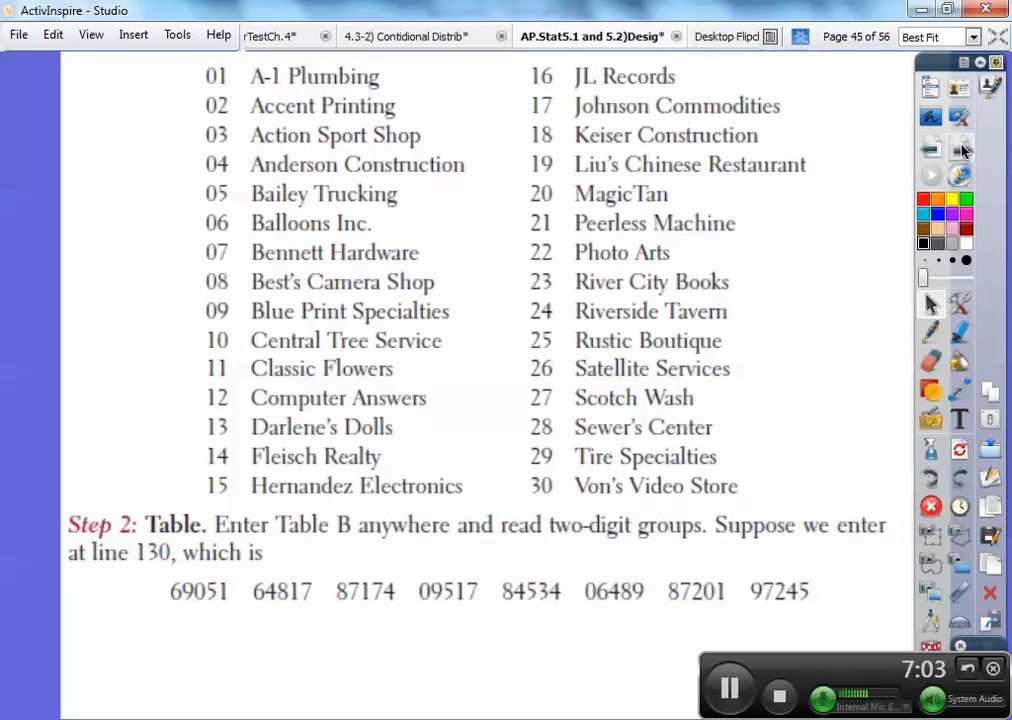 ActivInspire - Studio
File Edit View Insert Tools Help
rTestCh.4* 4.3-2) Contional Distrib* AP.Stat5.1 and 5.2)Desig* Desktop Flipc Page 45 of 56 Best Fit
01 A-1 Plumbing
02 Accent Printing
03 Action Sport Shop
04 Anderson Construction
05 Bailey Trucking
06 Balloons Inc.
07 Bennett Hardware
08 Best's Camera Shop
09 Blue Print Specialties
10 Central Tree Service
11 Classic Flowers
12 Computer Answers
13 Darlene's Dolls
14 Fleisch Realty
15 Hernandez Electronics
16 JL Records
17 Johnson Commodities
18 Keiser Construction
19 Liu's Chinese Restaurant
20 MagicTan
21 Peerless Machine
22 Photo Arts
23 River City Books
24 Riverside Tavern
25 Rustic Boutique
26 Satellite Services
27 Scotch Wash
28 Sewer's Center
29 Tire Specialties
30 Von's Video Store
Step 2: Table. Enter Table B anywhere and read two-digit groups. Suppose we enter
at line 130, which is
69051 64817 87174 09517 84534 06489 87201 97245
7:03
Internal Mic (I... System Audio